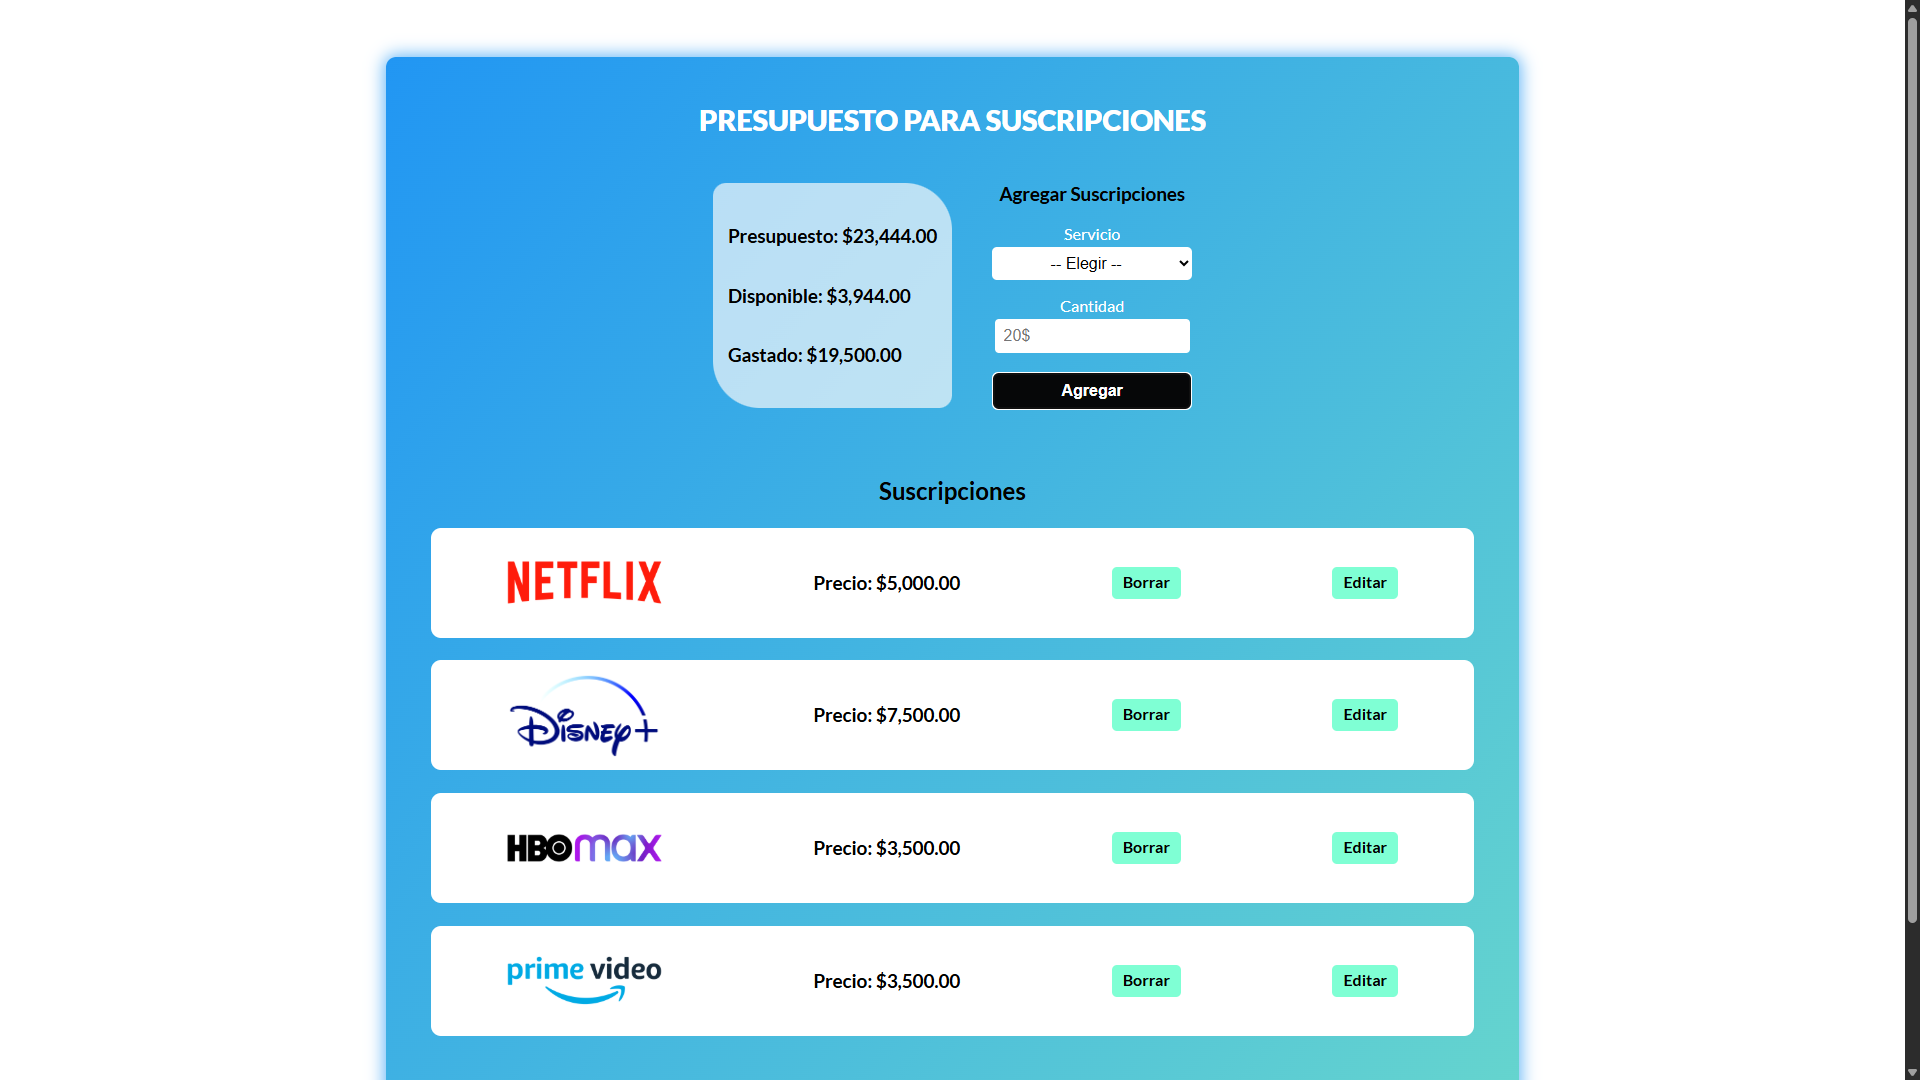 PRESUPUESTO PARA SUSCRIPCIONES
Presupuesto: $23,444.00
Disponible: $3,944.00
Gastado: $19,500.00
Agregar Suscripciones
Servicio
-- Elegir --
Cantidad
20$
Agregar
Suscripciones
NETFLIX Precio: $5,000.00 Borrar Editar
Disney+ Precio: $7,500.00 Borrar Editar
HBOmax Precio: $3,500.00 Borrar Editar
prime video Precio: $3,500.00 Borrar Editar